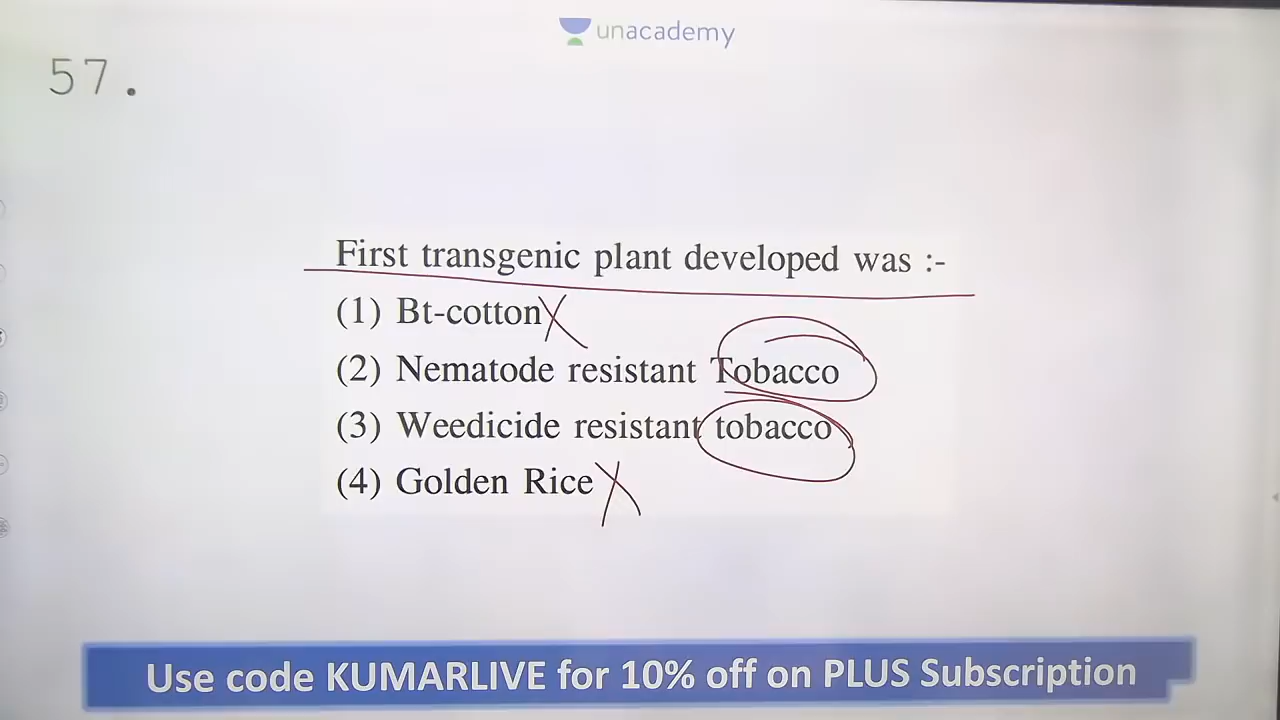 unacademy
57.
First transgenic plant developed was :-
(1) Bt-cotton
(2) Nematode resistant Tobacco
(3) Weedicide resistant tobacco
(4) Golden Rice
Use code KUMARLIVE for 10% off on PLUS Subscription